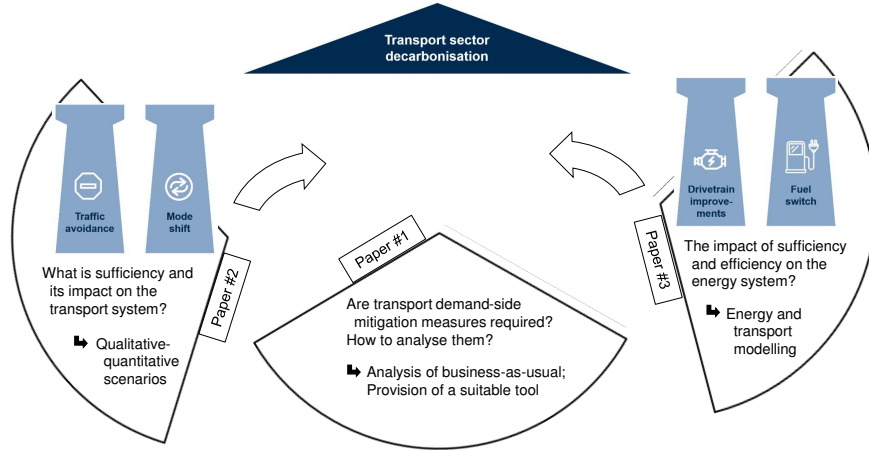 Transport sector
decarbonisation
Traffic
avoidance
Mode
shift
What is sufficiency and
its impact on the
transport system?
Qualitative-
quantitative
scenarios
Paper #2
Paper #1
Are transport demand-side
mitigation measures required?
How to analyse them?
Analysis of business-as-usual;
Provision of a suitable tool
Drivetrain
improve-
ments
Fuel
switch
Paper #3
The impact of sufficiency
and efficiency on the
energy system?
Energy and
transport
modelling